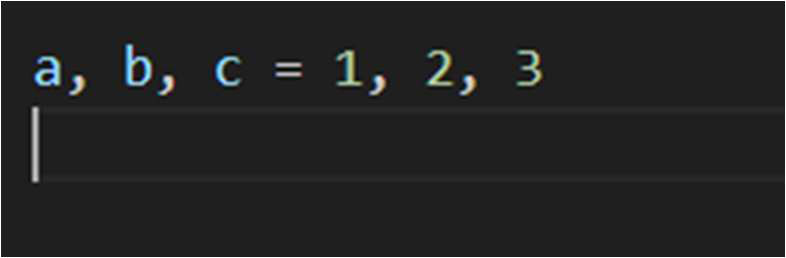 a, b, c = 1, 2, 3